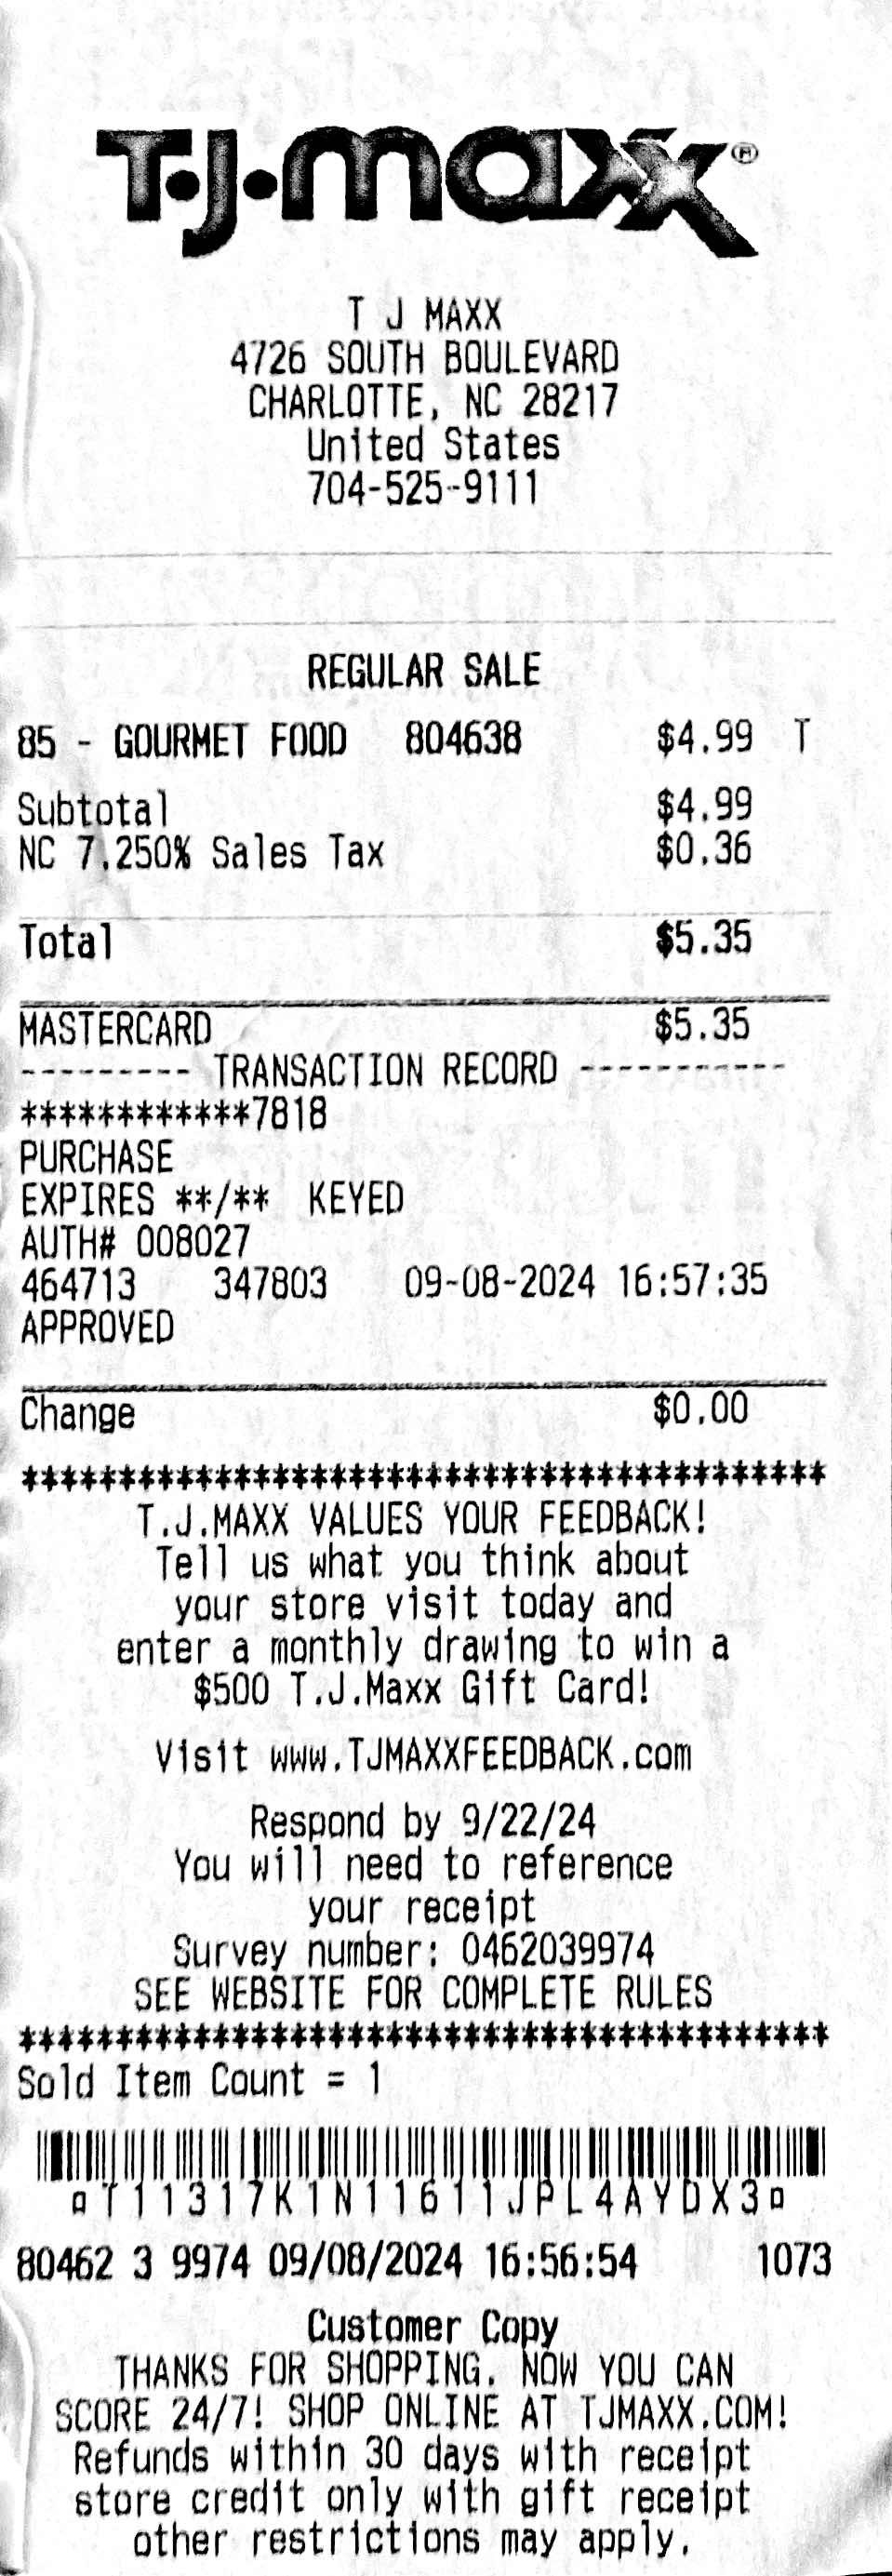 T.J.maxx®
T J MAXX
4726 SOUTH BOULEVARD
CHARLOTTE, NC 28217
United States
704-525-9111
REGULAR SALE
85 - GOURMET FOOD 804638 $4.99 T
Subtotal $4.99
NC 7.250% Sales Tax $0.36
Total $5.35
MASTERCARD $5.35
--------- TRANSACTION RECORD -----------
************7818
PURCHASE
EXPIRES **/** KEYED
AUTH# 008027
464713 347803 09-08-2024 16:57:35
APPROVED
Change $0.00
******************************************
T.J.MAXX VALUES YOUR FEEDBACK!
Tell us what you think about
your store visit today and
enter a monthly drawing to win a
$500 T.J.Maxx Gift Card!
Visit www.TJMAXXFEEDBACK.com
Respond by 9/22/24
You will need to reference
your receipt
Survey number: 0462039974
SEE WEBSITE FOR COMPLETE RULES
******************************************
Sold Item Count = 1
¤T11317K1N11611JPL4AYDX3¤
80462 3 9974 09/08/2024 16:56:54 1073
Customer Copy
THANKS FOR SHOPPING. NOW YOU CAN
SCORE 24/7! SHOP ONLINE AT TJMAXX.COM!
Refunds within 30 days with receipt
store credit only with gift receipt
other restrictions may apply.